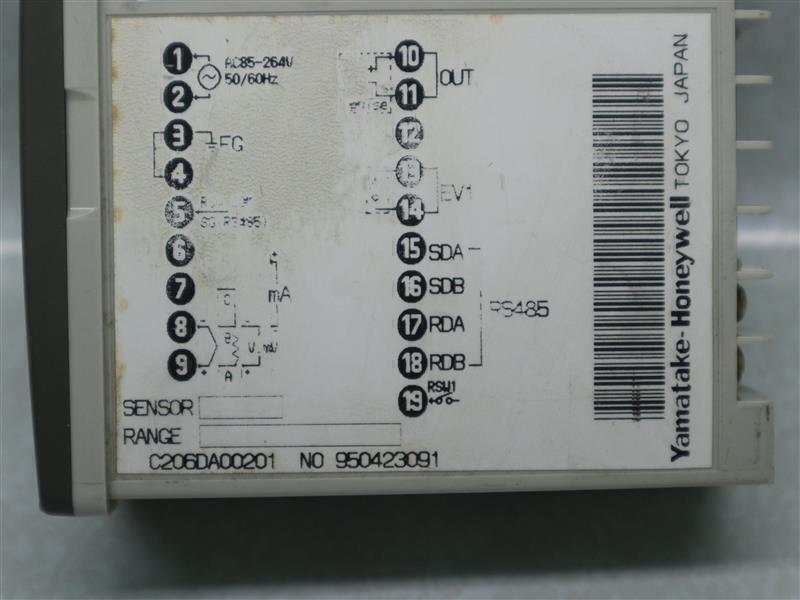 1
AC85-264V
50/60Hz
2
3
FG
4
5
SG(RS485)
6
7
mA
8
- C -
B
V
9
+ A +
10
+
OUT
11
-
12
13
EV1
14
15 SDA
16 SDB
RS485
17 RDA
18 RDB
19 RSW1
SENSOR
RANGE
C206DA00201 NO 950423091
Yamatake-Honeywell TOKYO JAPAN